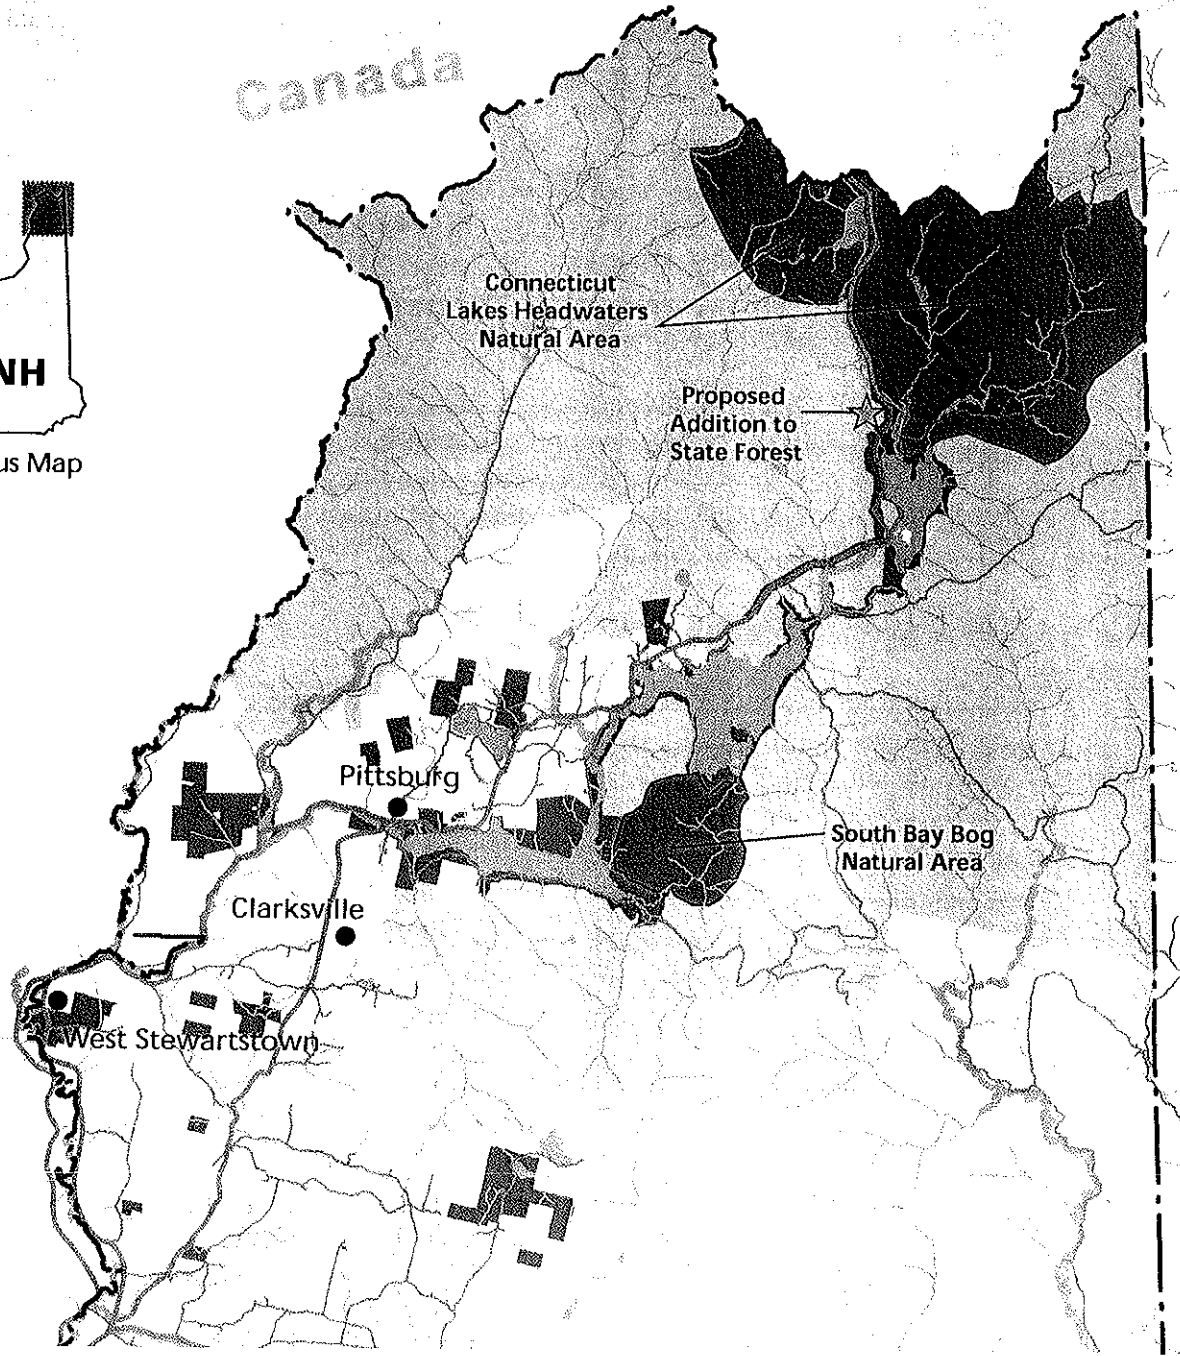 Canada
NH
us Map
Connecticut
Lakes Headwaters
Natural Area
Proposed
Addition to
State Forest
Pittsburg
South Bay Bog
Natural Area
Clarksville
West Stewartstown